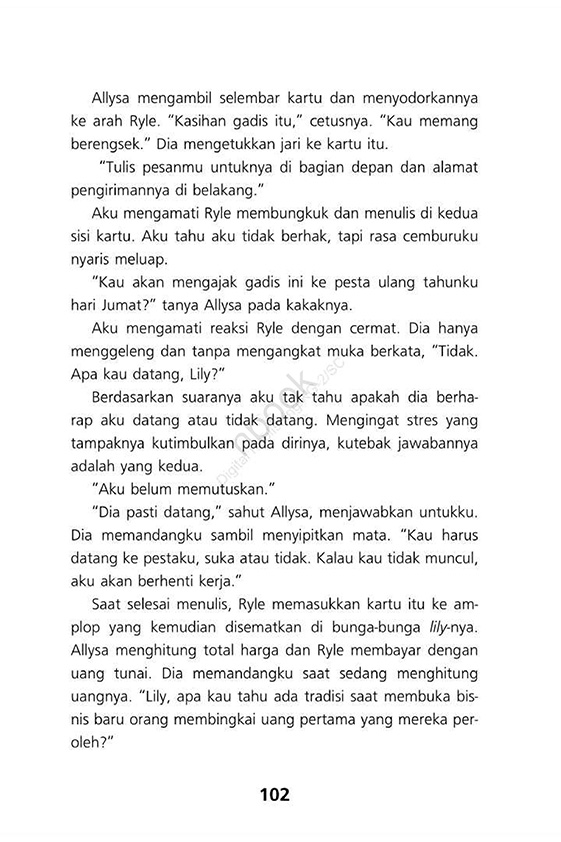 Allysa mengambil selembar kartu dan menyodorkannya
ke arah Ryle. “Kasihan gadis itu,” cetusnya. “Kau memang
berengsek.” Dia mengetukkan jari ke kartu itu.
“Tulis pesanmu untuknya di bagian depan dan alamat
pengirimannya di belakang.”
Aku mengamati Ryle membungkuk dan menulis di kedua
sisi kartu. Aku tahu aku tidak berhak, tapi rasa cemburuku
nyaris meluap.
“Kau akan mengajak gadis ini ke pesta ulang tahunku
hari Jumat?” tanya Allysa pada kakaknya.
Aku mengamati reaksi Ryle dengan cermat. Dia hanya
menggeleng dan tanpa mengangkat muka berkata, “Tidak.
Apa kau datang, Lily?”
Berdasarkan suaranya aku tak tahu apakah dia berha-
rap aku datang atau tidak datang. Mengingat stres yang
tampaknya kutimbulkan pada dirinya, kutebak jawabannya
adalah yang kedua.
“Aku belum memutuskan.”
“Dia pasti datang,” sahut Allysa, menjawabkan untukku.
Dia memandangku sambil menyipitkan mata. “Kau harus
datang ke pestaku, suka atau tidak. Kalau kau tidak muncul,
aku akan berhenti kerja.”
Saat selesai menulis, Ryle memasukkan kartu itu ke am-
plop yang kemudian disematkan di bunga-bunga lily-nya.
Allysa menghitung total harga dan Ryle membayar dengan
uang tunai. Dia memandangku saat sedang menghitung
uangnya. “Lily, apa kau tahu ada tradisi saat membuka bis-
nis baru orang membingkai uang pertama yang mereka per-
oleh?”
102